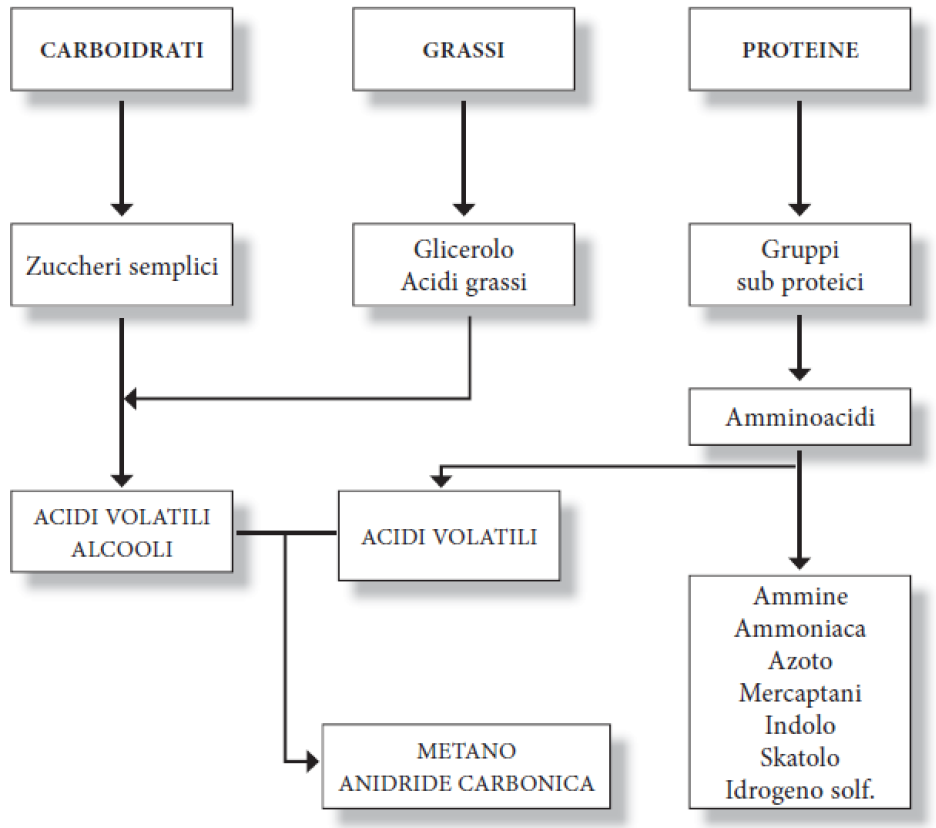 CARBOIDRATI
GRASSI
PROTEINE
Zuccheri semplici
Glicerolo
Acidi grassi
Gruppi
sub proteici
Amminoacidi
ACIDI VOLATILI
ALCOOLI
ACIDI VOLATILI
Ammine
Ammoniaca
Azoto
Mercaptani
Indolo
Skatolo
Idrogeno solf.
METANO
ANIDRIDE CARBONICA